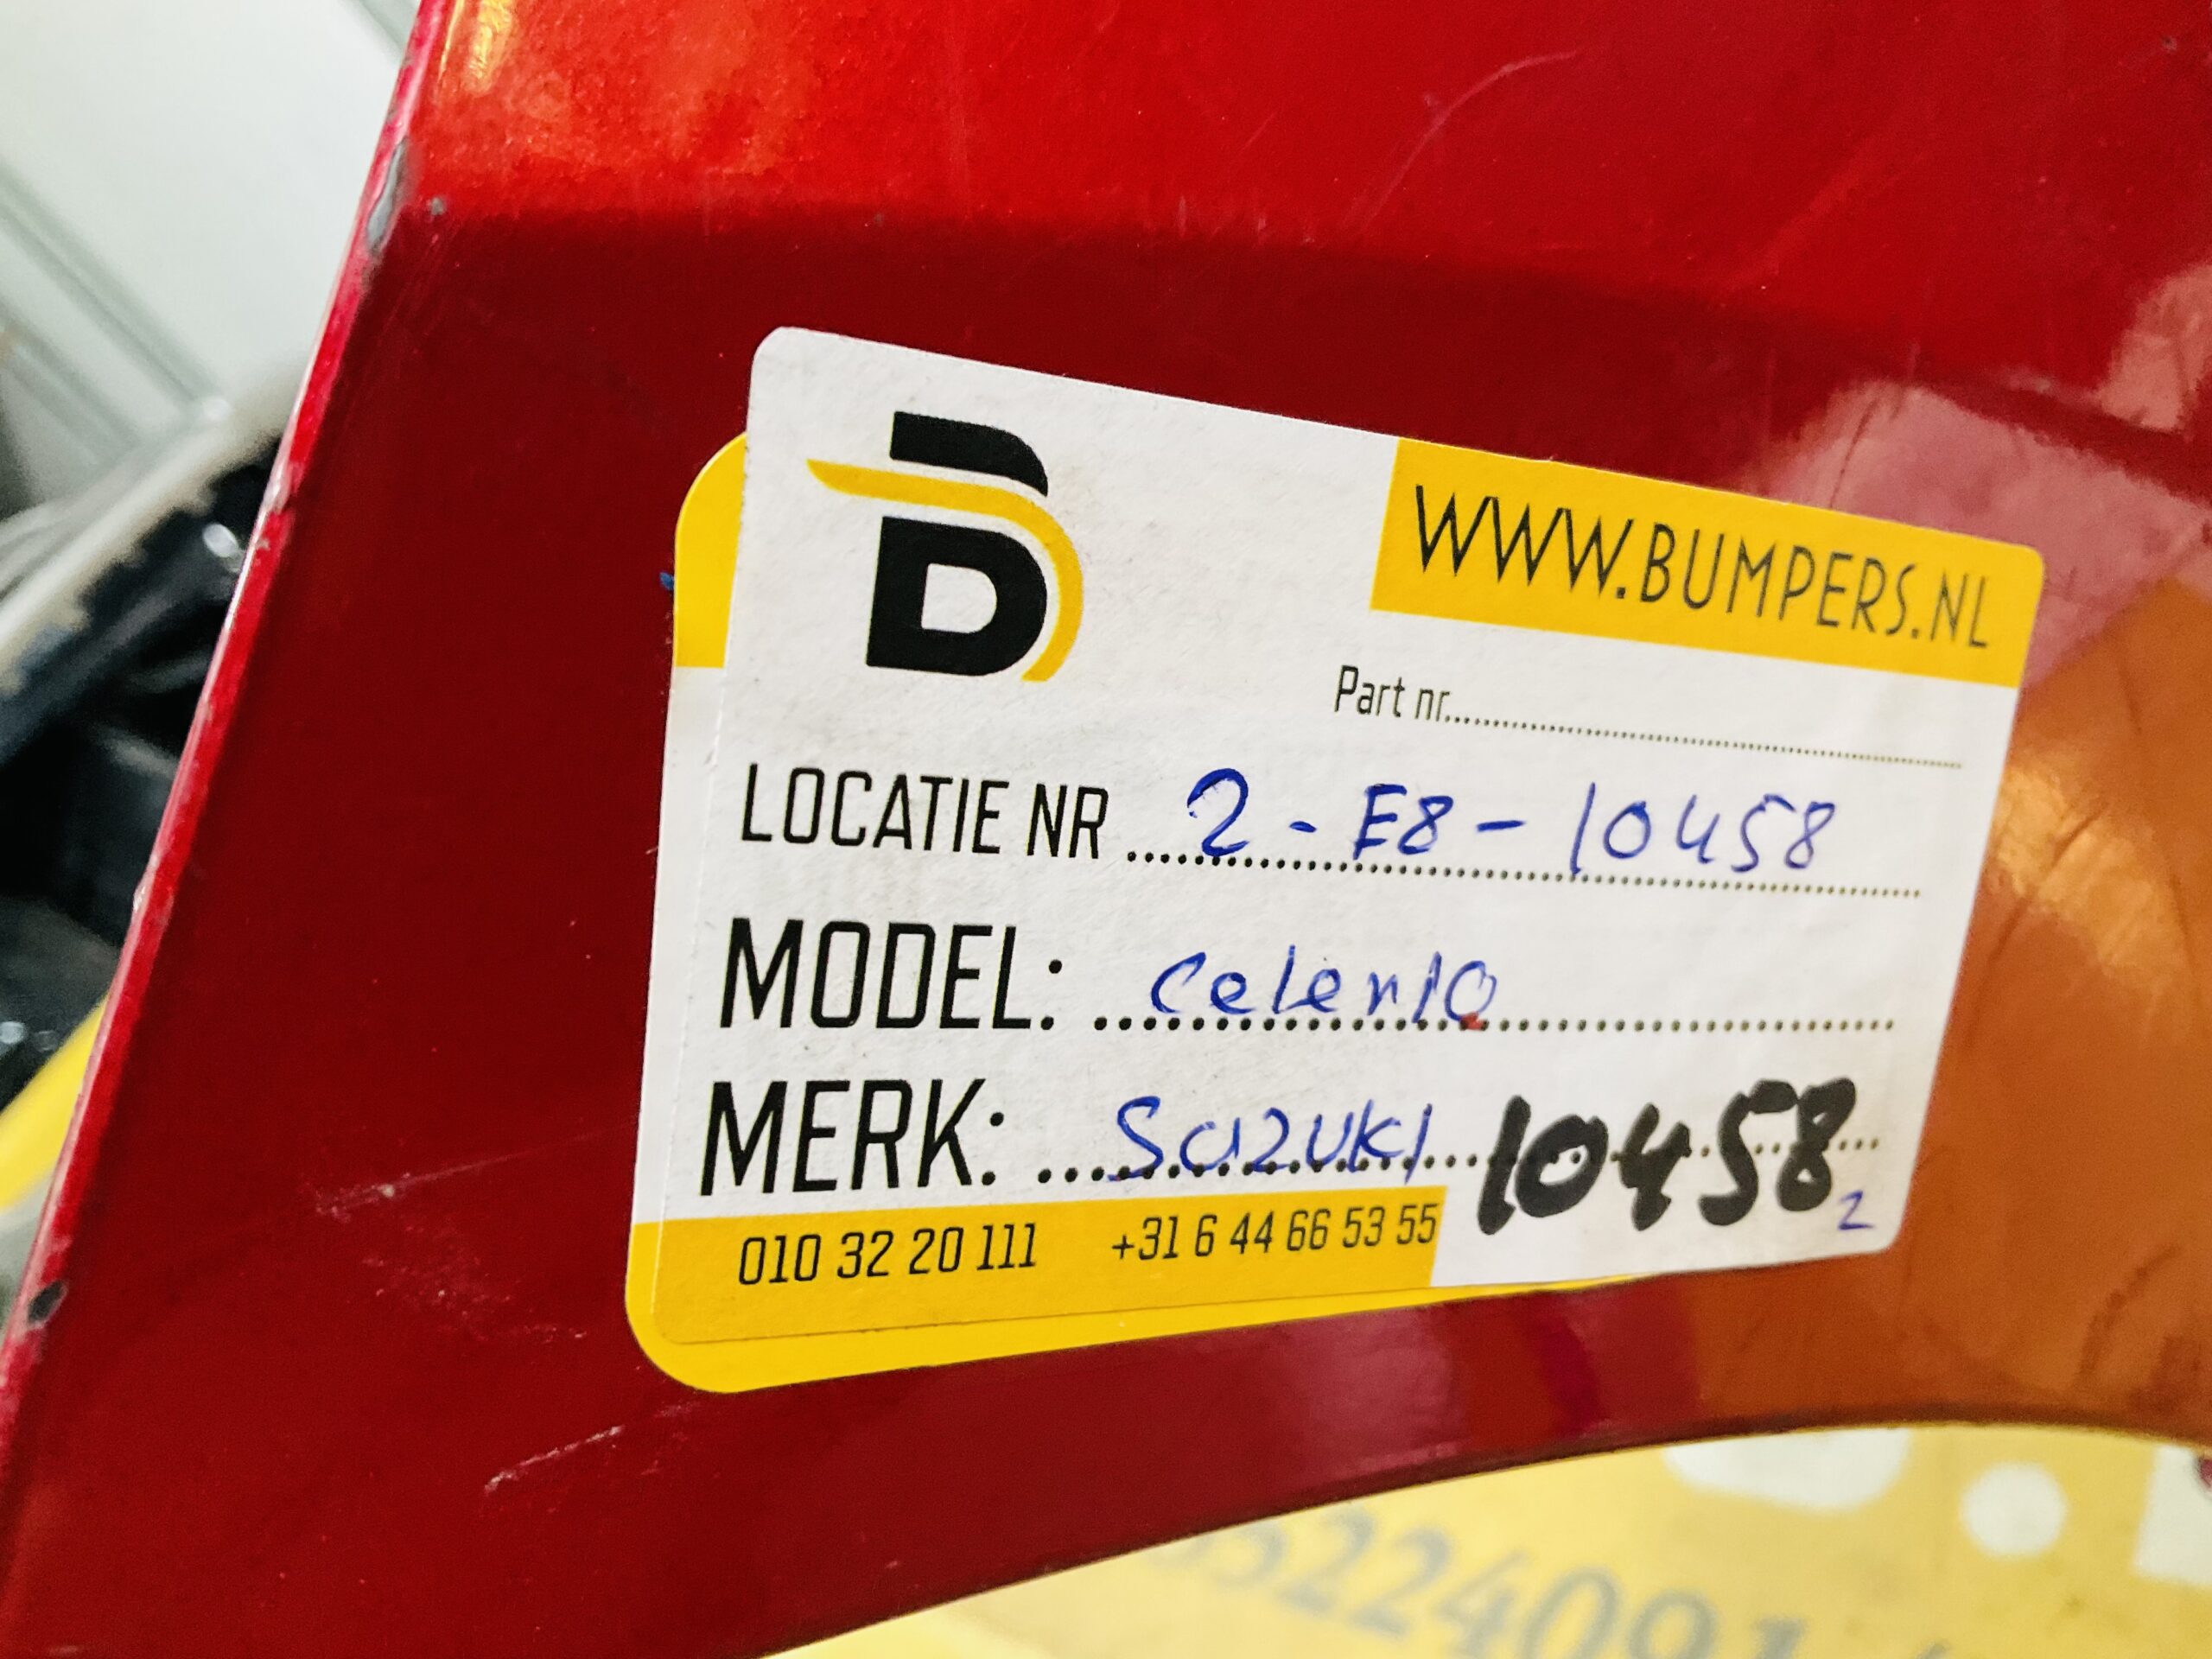 B
WWW.BUMPERS.NL
Part nr.
LOCATIE NR 2 - E8 - 10458
MODEL: Celerio
MERK: Suzuki 10458 2
010 32 20 111 +31 6 44 66 53 55